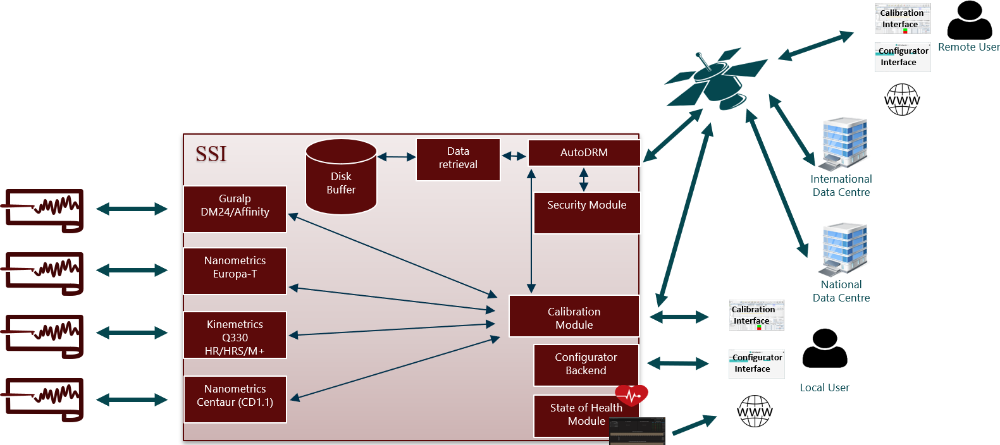 Calibration
Interface
Configurator
Interface
Remote User
WWW
SSI
Disk
Buffer
Data
retrieval
AutoDRM
Security Module
International
Data Centre
National
Data Centre
Guralp
DM24/Affinity
Nanometrics
Europa-T
Kinemetrics
Q330
HR/HRS/M+
Nanometrics
Centaur (CD1.1)
Calibration
Module
Configurator
Backend
State of Health
Module
Calibration
Interface
Configurator
Interface
Local User
WWW